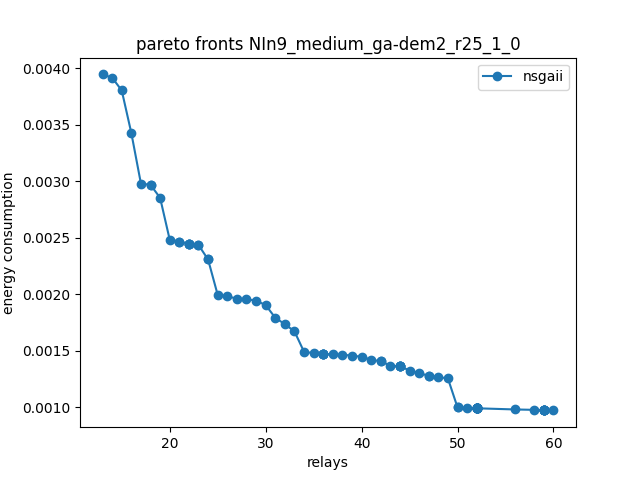 pareto fronts NIn9_medium_ga-dem2_r25_1_0
nsgaii
energy consumption
0.0040
0.0035
0.0030
0.0025
0.0020
0.0015
0.0010
20 30 40 50 60
relays